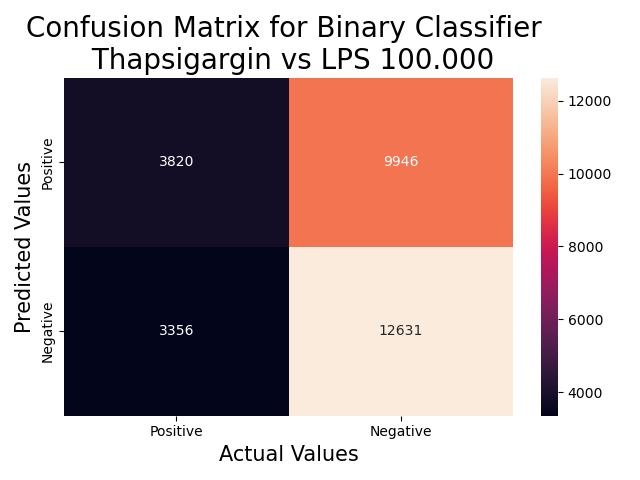 Confusion Matrix for Binary Classifier
Thapsigargin vs LPS 100.000
Predicted Values
Positive
Negative
3820
9946
3356
12631
Positive
Negative
Actual Values
12000
10000
8000
6000
4000